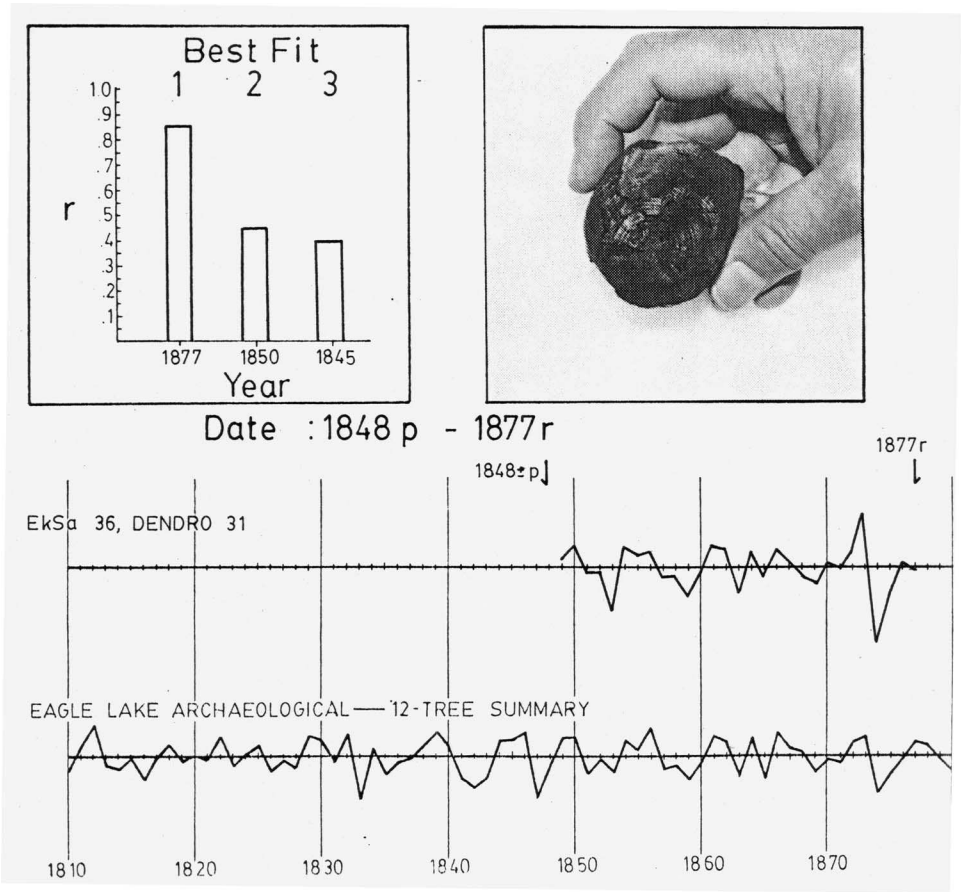 Best Fit
1 2 3
1.0
.9
.8
.7
.6
.5
.4
.3
.2
.1
r
1877 1850 1845
Year
Date : 1848 p - 1877 r
1877r
1848±p
EkSa 36, DENDRO 31
EAGLE LAKE ARCHAEOLOGICAL — 12-TREE SUMMARY
1810 1820 1830 1840 1850 1860 1870